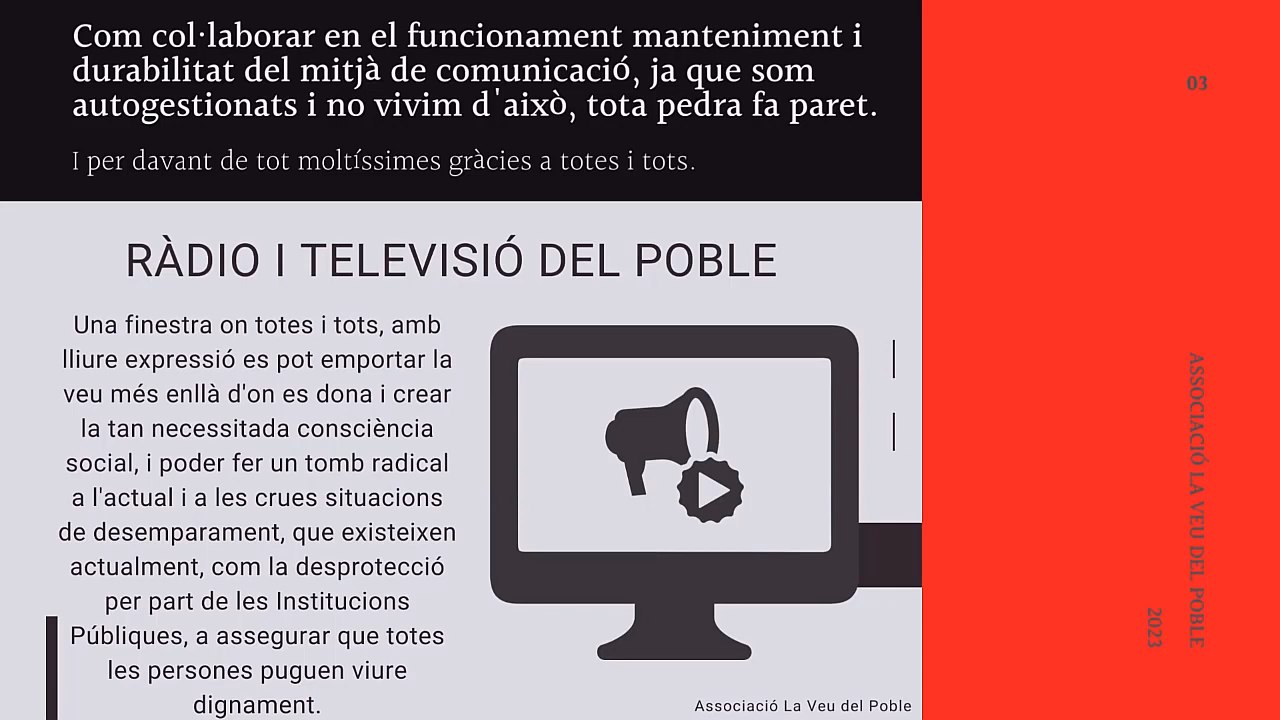 Com col·laborar en el funcionament manteniment i
durabilitat del mitjà de comunicació, ja que som
autogestionats i no vivim d'això, tota pedra fa paret.
I per davant de tot moltíssimes gràcies a totes i tots.
RÀDIO I TELEVISIÓ DEL POBLE
Una finestra on totes i tots, amb
lliure expressió es pot emportar la
veu més enllà d'on es dona i crear
la tan necessitada consciència
social, i poder fer un tomb radical
a l'actual i a les crues situacions
de desemparament, que existeixen
actualment, com la desprotecció
per part de les Institucions
Públiques, a assegurar que totes
les persones puguen viure
dignament.
Associació La Veu del Poble
03
ASSOCIACIÓ LA VEU DEL POBLE
2023